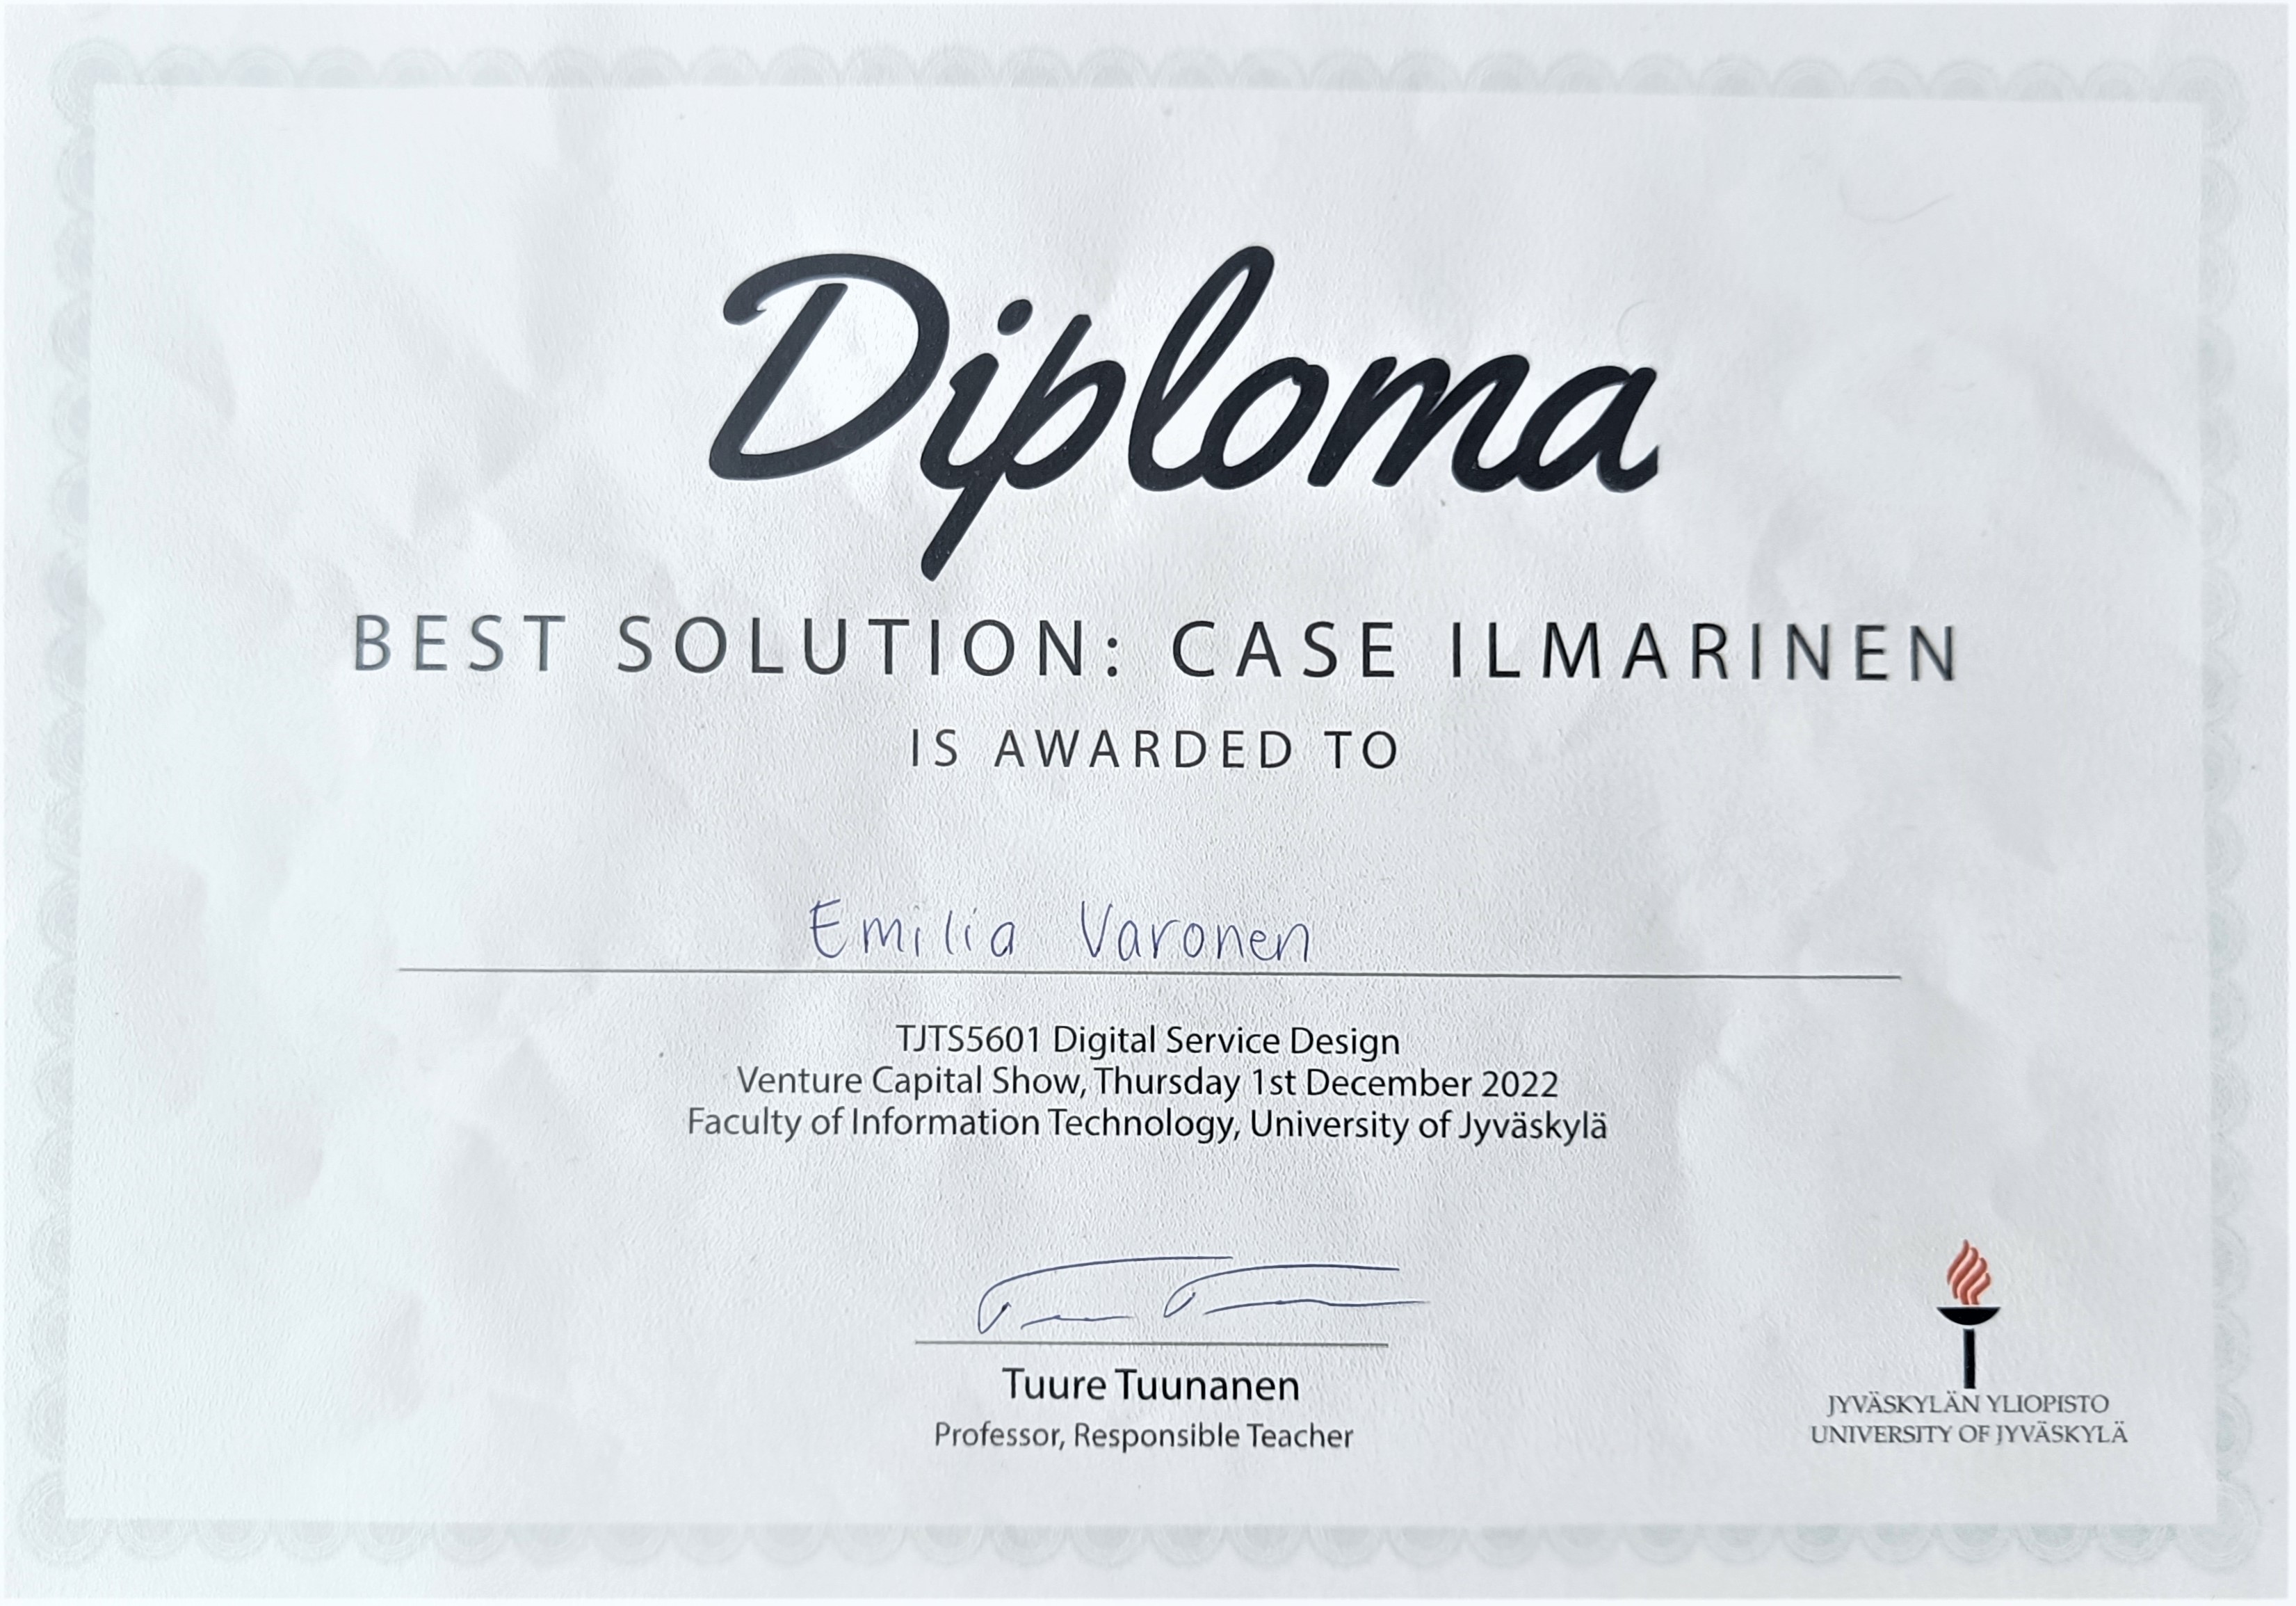 Diploma
BEST SOLUTION: CASE ILMARINEN
IS AWARDED TO
Emilia Varonen
TJTS5601 Digital Service Design
Venture Capital Show, Thursday 1st December 2022
Faculty of Information Technology, University of Jyväskylä
Tuure Tuunanen
Professor, Responsible Teacher
JYVÄSKYLÄN YLIOPISTO
UNIVERSITY OF JYVÄSKYLÄ